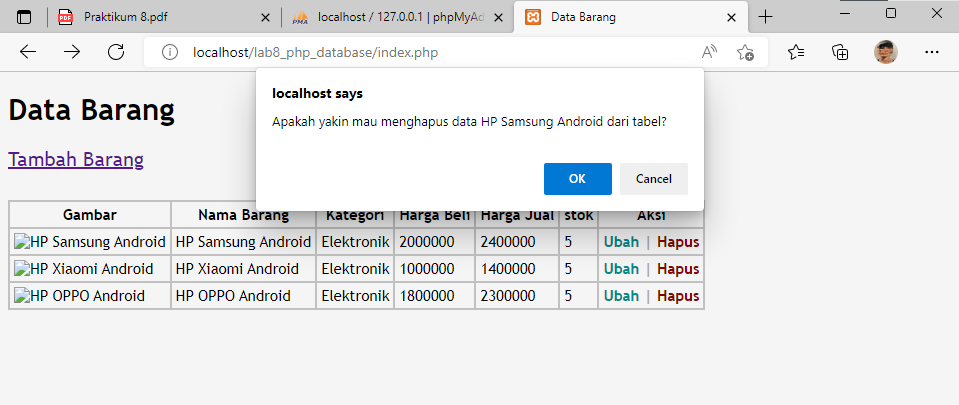 Praktikum 8.pdf
localhost / 127.0.0.1 | phpMyAd
Data Barang
localhost/lab8_php_database/index.php
localhost says
Apakah yakin mau menghapus data HP Samsung Android dari tabel?
OK Cancel
Data Barang
Tambah Barang
Gambar Nama Barang Kategori Harga Beli Harga Jual stok Aksi
HP Samsung Android HP Samsung Android Elektronik 2000000 2400000 5 Ubah | Hapus
HP Xiaomi Android HP Xiaomi Android Elektronik 1000000 1400000 5 Ubah | Hapus
HP OPPO Android HP OPPO Android Elektronik 1800000 2300000 5 Ubah | Hapus